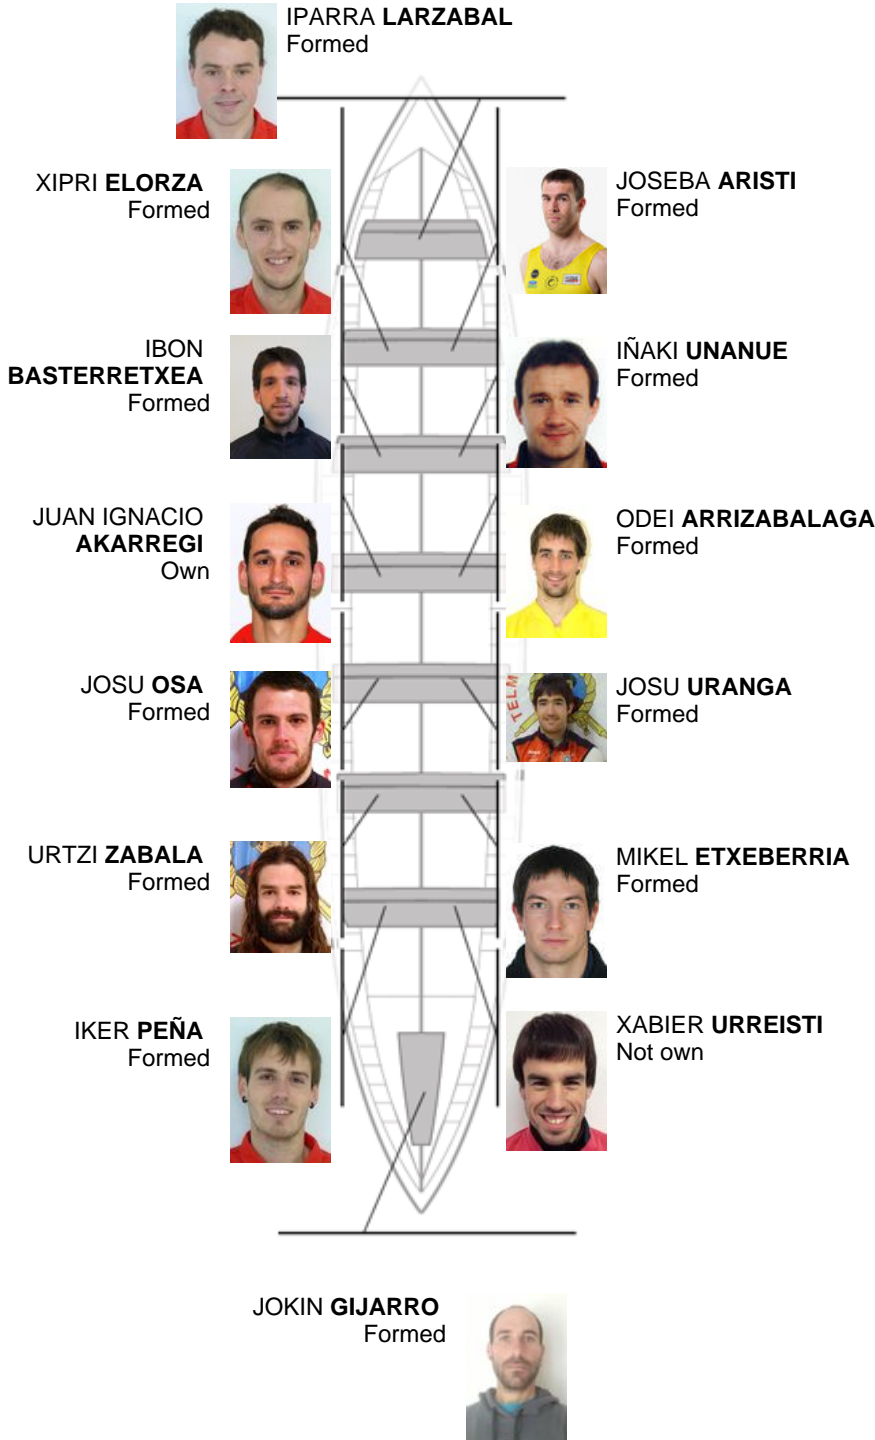 IPARRA LARZABAL
Formed
XIPRI ELORZA
Formed
JOSEBA ARISTI
Formed
IBON
BASTERRETXEA
Formed
IÑAKI UNANUE
Formed
JUAN IGNACIO
AKARREGI
Own
ODEI ARRIZABALAGA
Formed
JOSU OSA
Formed
TELM
JOSU URANGA
Formed
URTZI ZABALA
Formed
MIKEL ETXEBERRIA
Formed
IKER PEÑA
Formed
XABIER URREISTI
Not own
JOKIN GIJARRO
Formed